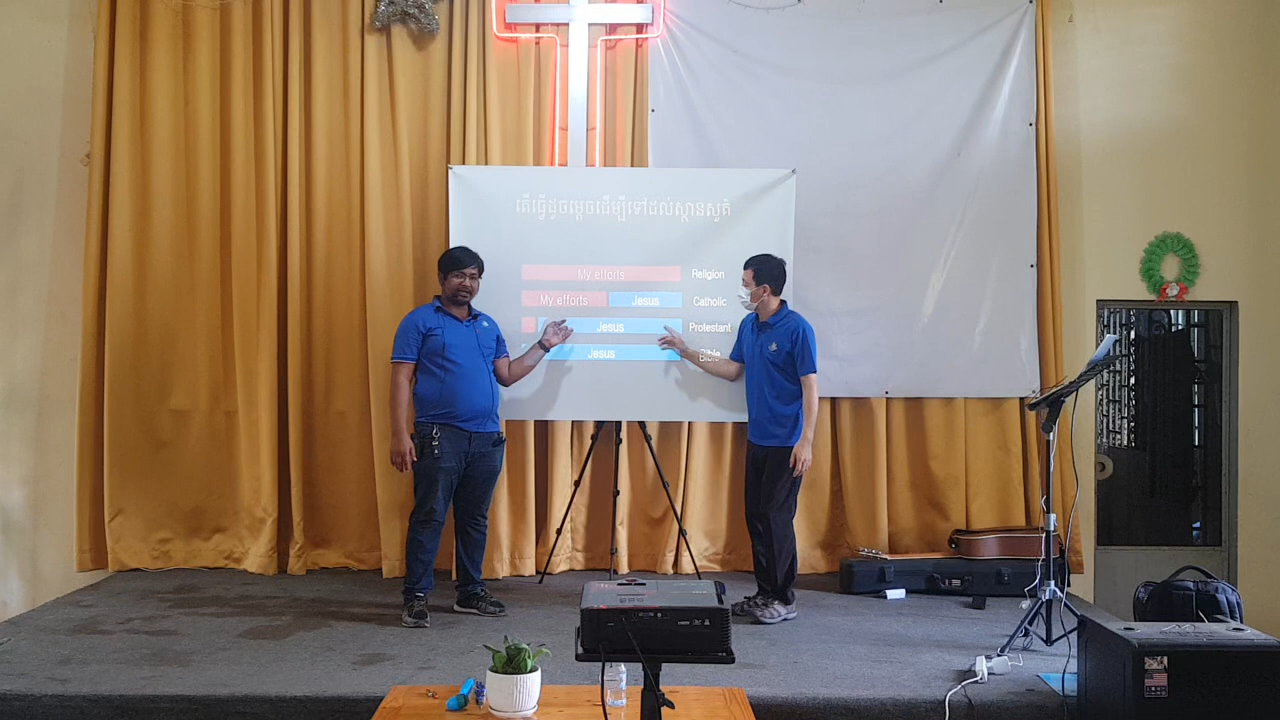 តើធ្វើដូចម្ដេចដើម្បីទៅដល់ស្ថានសួគ៌
My efforts Religion
My efforts Jesus Catholic
Jesus Protestant
Jesus Bible